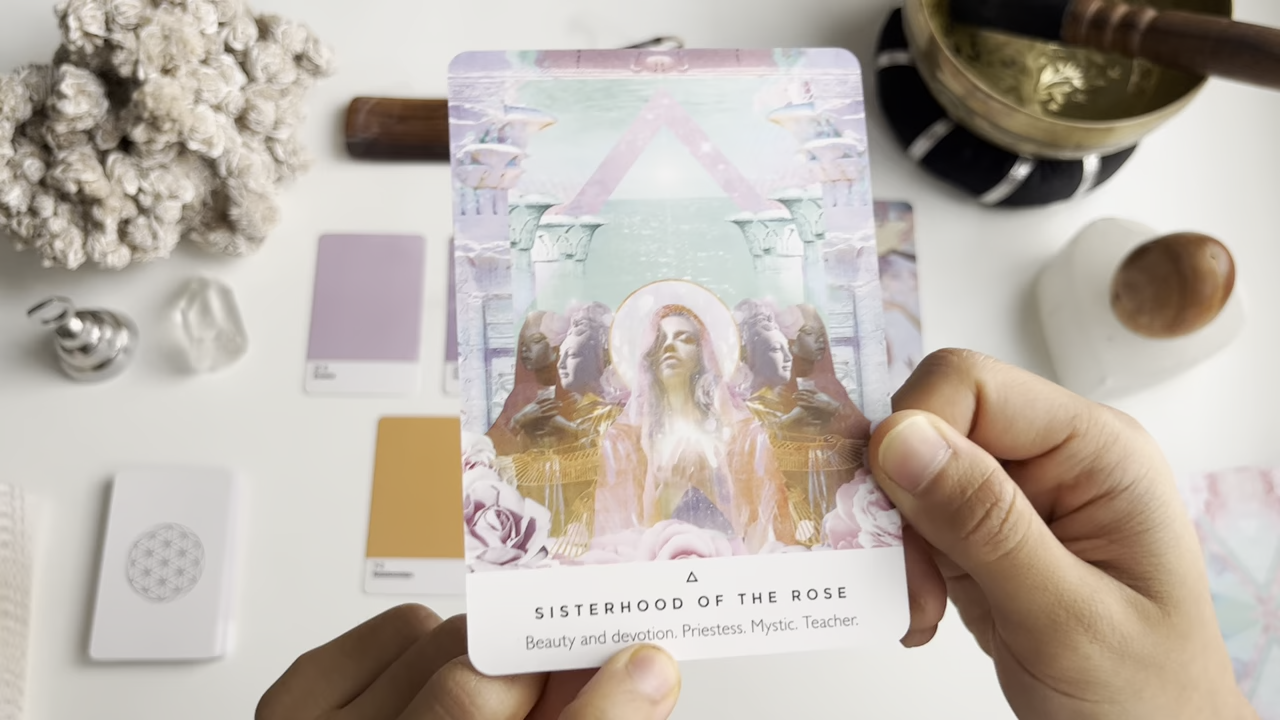 SISTERHOOD OF THE ROSE
Beauty and devotion. Priestess. Mystic. Teacher.